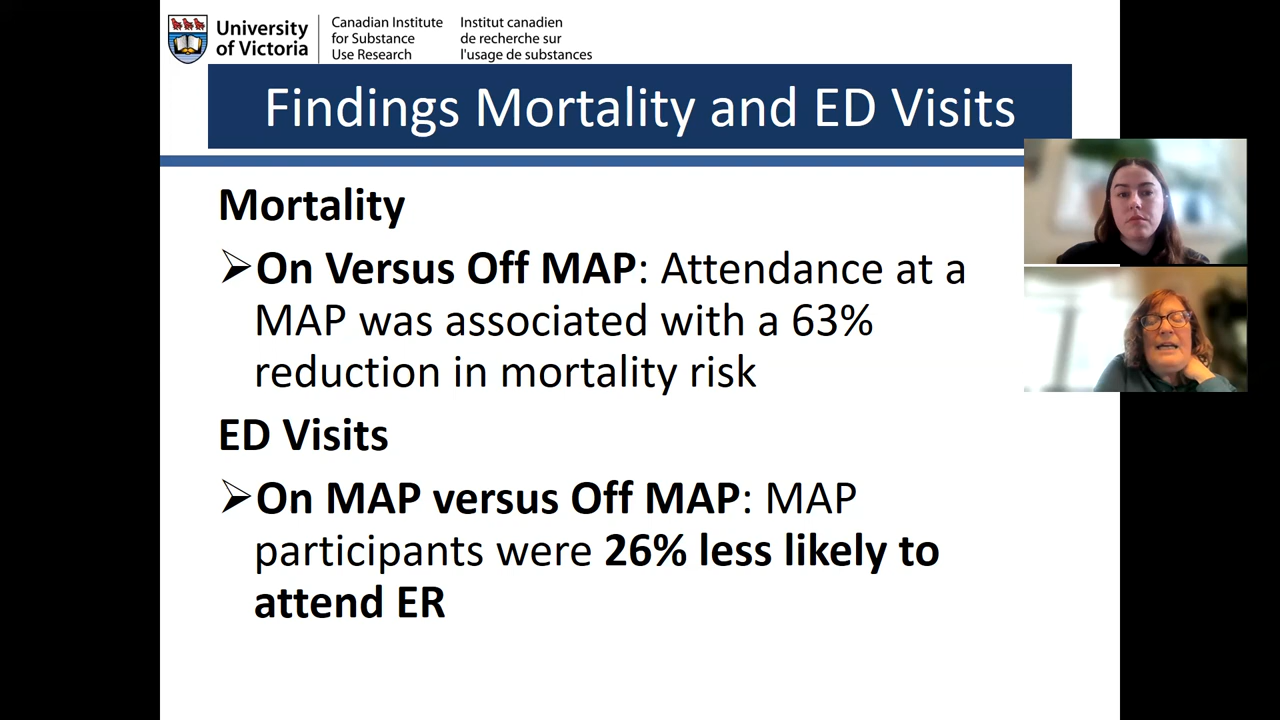 University
of Victoria
Canadian Institute
for Substance
Use Research
Institut canadien
de recherche sur
l'usage de substances
Findings Mortality and ED Visits
Mortality
On Versus Off MAP: Attendance at a
MAP was associated with a 63%
reduction in mortality risk
ED Visits
On MAP versus Off MAP: MAP
participants were 26% less likely to
attend ER